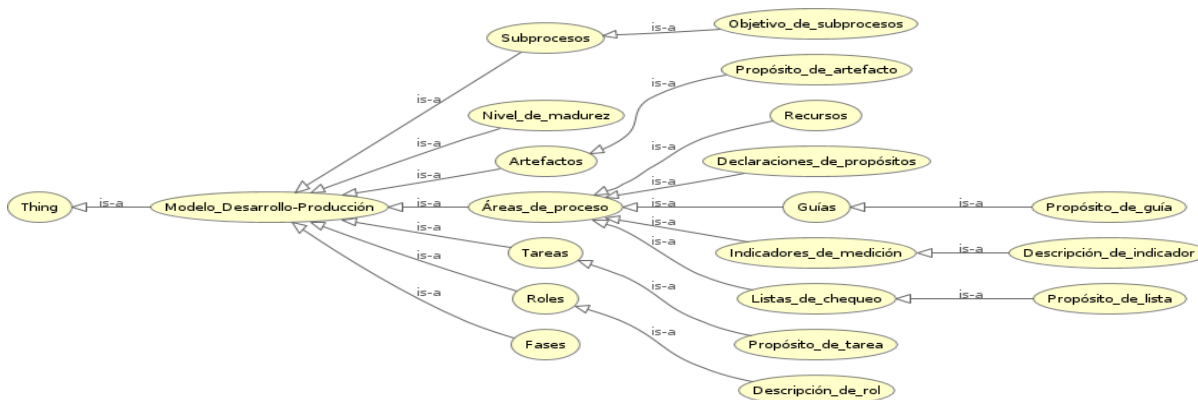 Objetivo_de_subprocesos
is-a
Subprocesos
Propósito_de_artefacto
is-a
is-a
Nivel_de_madurez
Recursos
is-a
is-a
Artefactos
Declaraciones_de_propósitos
is-a
is-a
Thing
is-a
Modelo_Desarrollo-Producción
is-a
Áreas_de_proceso
is-a
Guías
is-a
Propósito_de_guía
is-a
is-a
Tareas
is-a
Indicadores_de_medición
is-a
Descripción_de_indicador
is-a
is-a
Roles
is-a
Listas_de_chequeo
is-a
Propósito_de_lista
is-a
Fases
is-a
Propósito_de_tarea
Descripción_de_rol